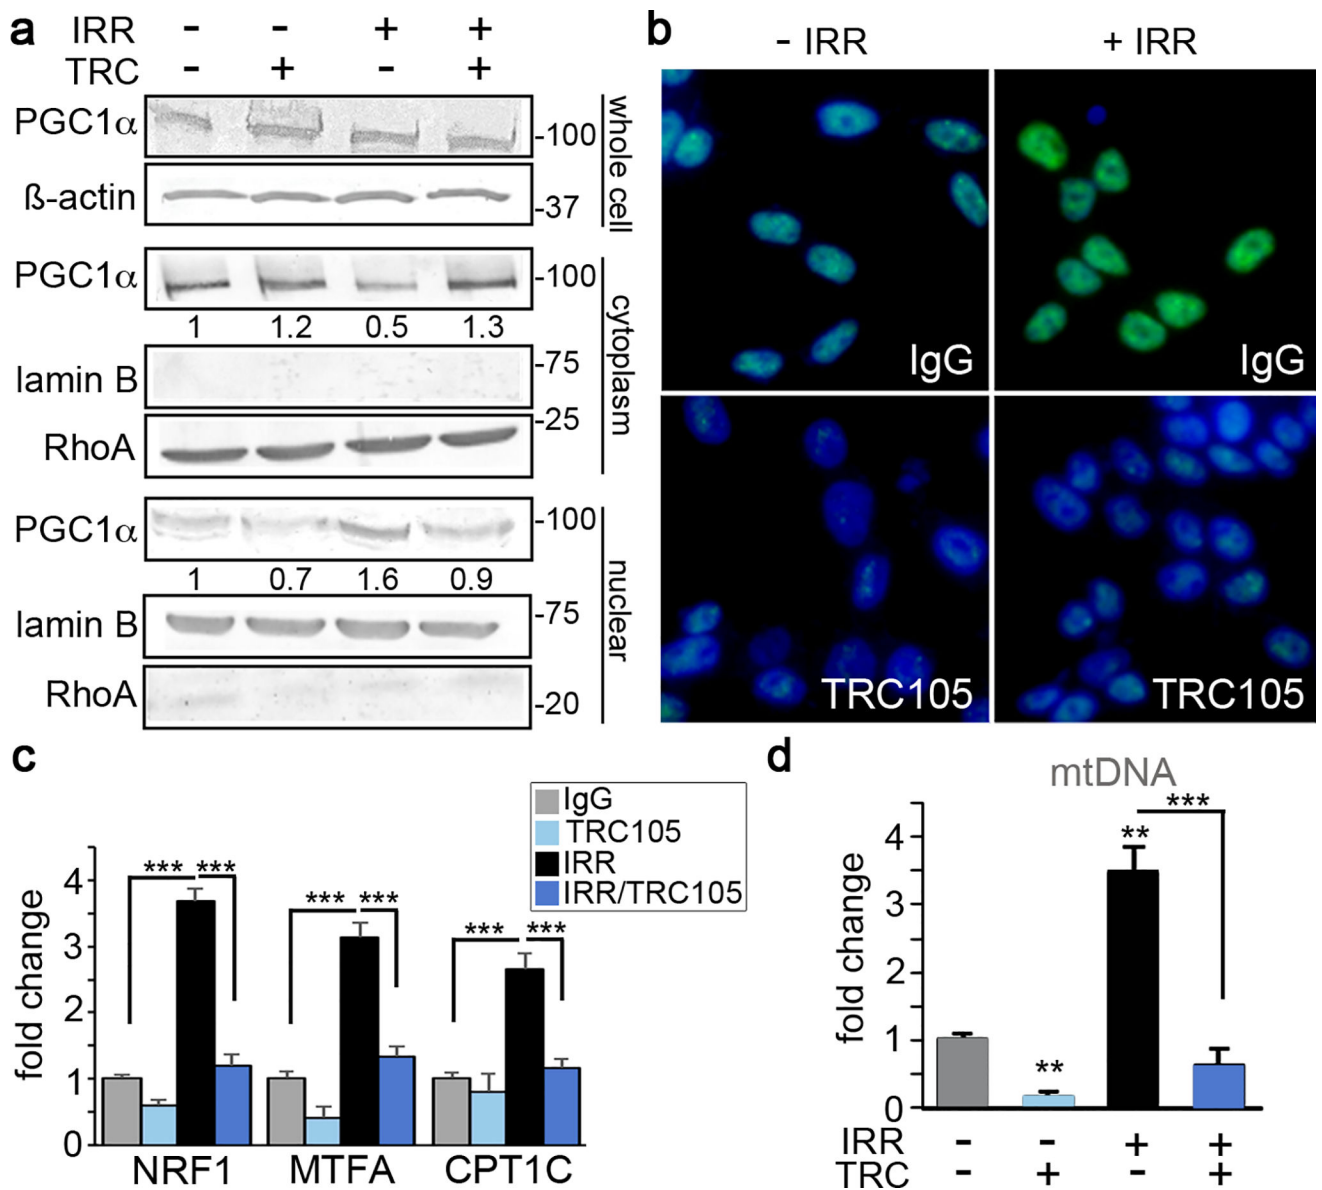 a
IRR - - + +
TRC - + - +
PGC1α -100
ß-actin -37
whole cell
PGC1α -100
1 1.2 0.5 1.3
lamin B -75
RhoA -25
cytoplasm
PGC1α -100
1 0.7 1.6 0.9
lamin B -75
RhoA -20
nuclear
b
- IRR + IRR
IgG IgG
TRC105 TRC105
c
IgG
TRC105
IRR
IRR/TRC105
fold change
4
3
2
1
0
*** ***
*** ***
*** ***
NRF1 MTFA CPT1C
d
mtDNA
fold change
4
3
2
1
0
***
**
**
IRR - - + +
TRC - + - +